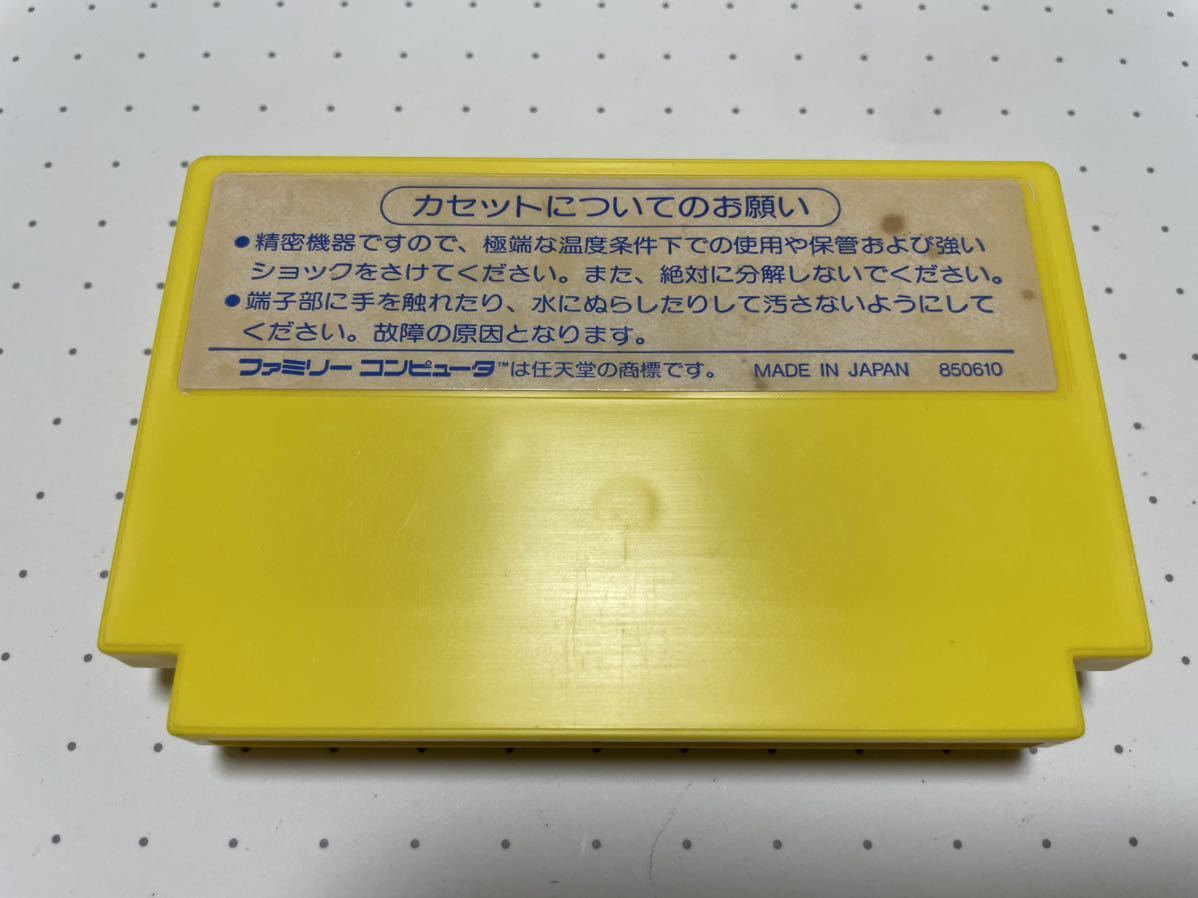 カセットについてのお願い
●精密機器ですので、極端な温度条件下での使用や保管および強い
ショックをさけてください。また、絶対に分解しないでください。
●端子部に手を触れたり、水にぬらしたりして汚さないようにして
ください。故障の原因となります。
ファミリー コンピュータ™は任天堂の商標です。 MADE IN JAPAN 850610